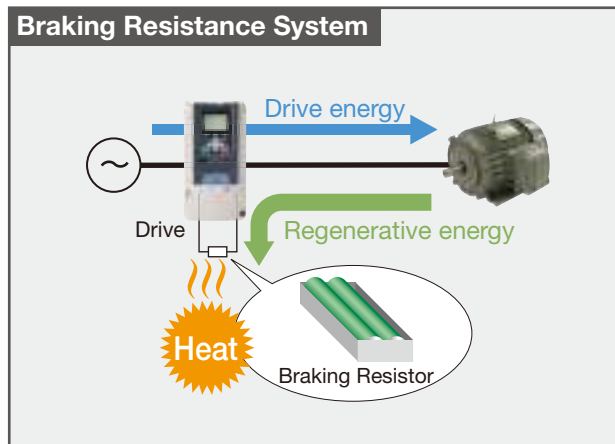 Braking Resistance System
Drive energy
Drive
Regenerative energy
Heat
Braking Resistor